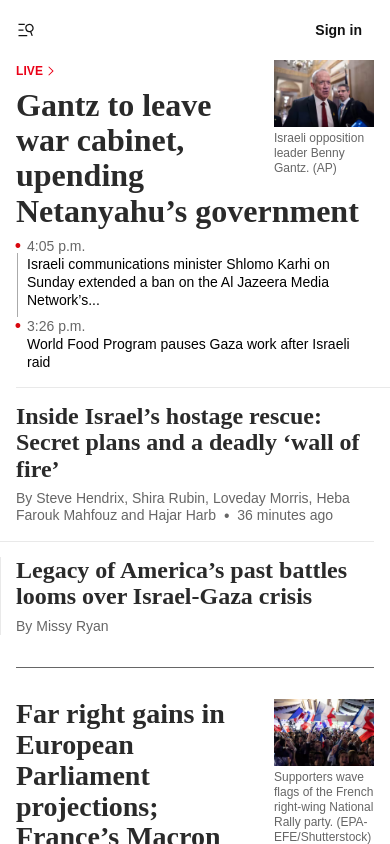 Sign in
LIVE
Gantz to leave
war cabinet,
upending
Netanyahu’s government
Israeli opposition
leader Benny
Gantz. (AP)
4:05 p.m.
Israeli communications minister Shlomo Karhi on
Sunday extended a ban on the Al Jazeera Media
Network’s...
3:26 p.m.
World Food Program pauses Gaza work after Israeli
raid
Inside Israel’s hostage rescue:
Secret plans and a deadly ‘wall of
fire’
By Steve Hendrix, Shira Rubin, Loveday Morris, Heba
Farouk Mahfouz and Hajar Harb • 36 minutes ago
Legacy of America’s past battles
looms over Israel-Gaza crisis
By Missy Ryan
Far right gains in
European
Parliament
projections;
France’s Macron
Supporters wave
flags of the French
right-wing National
Rally party. (EPA-
EFE/Shutterstock)